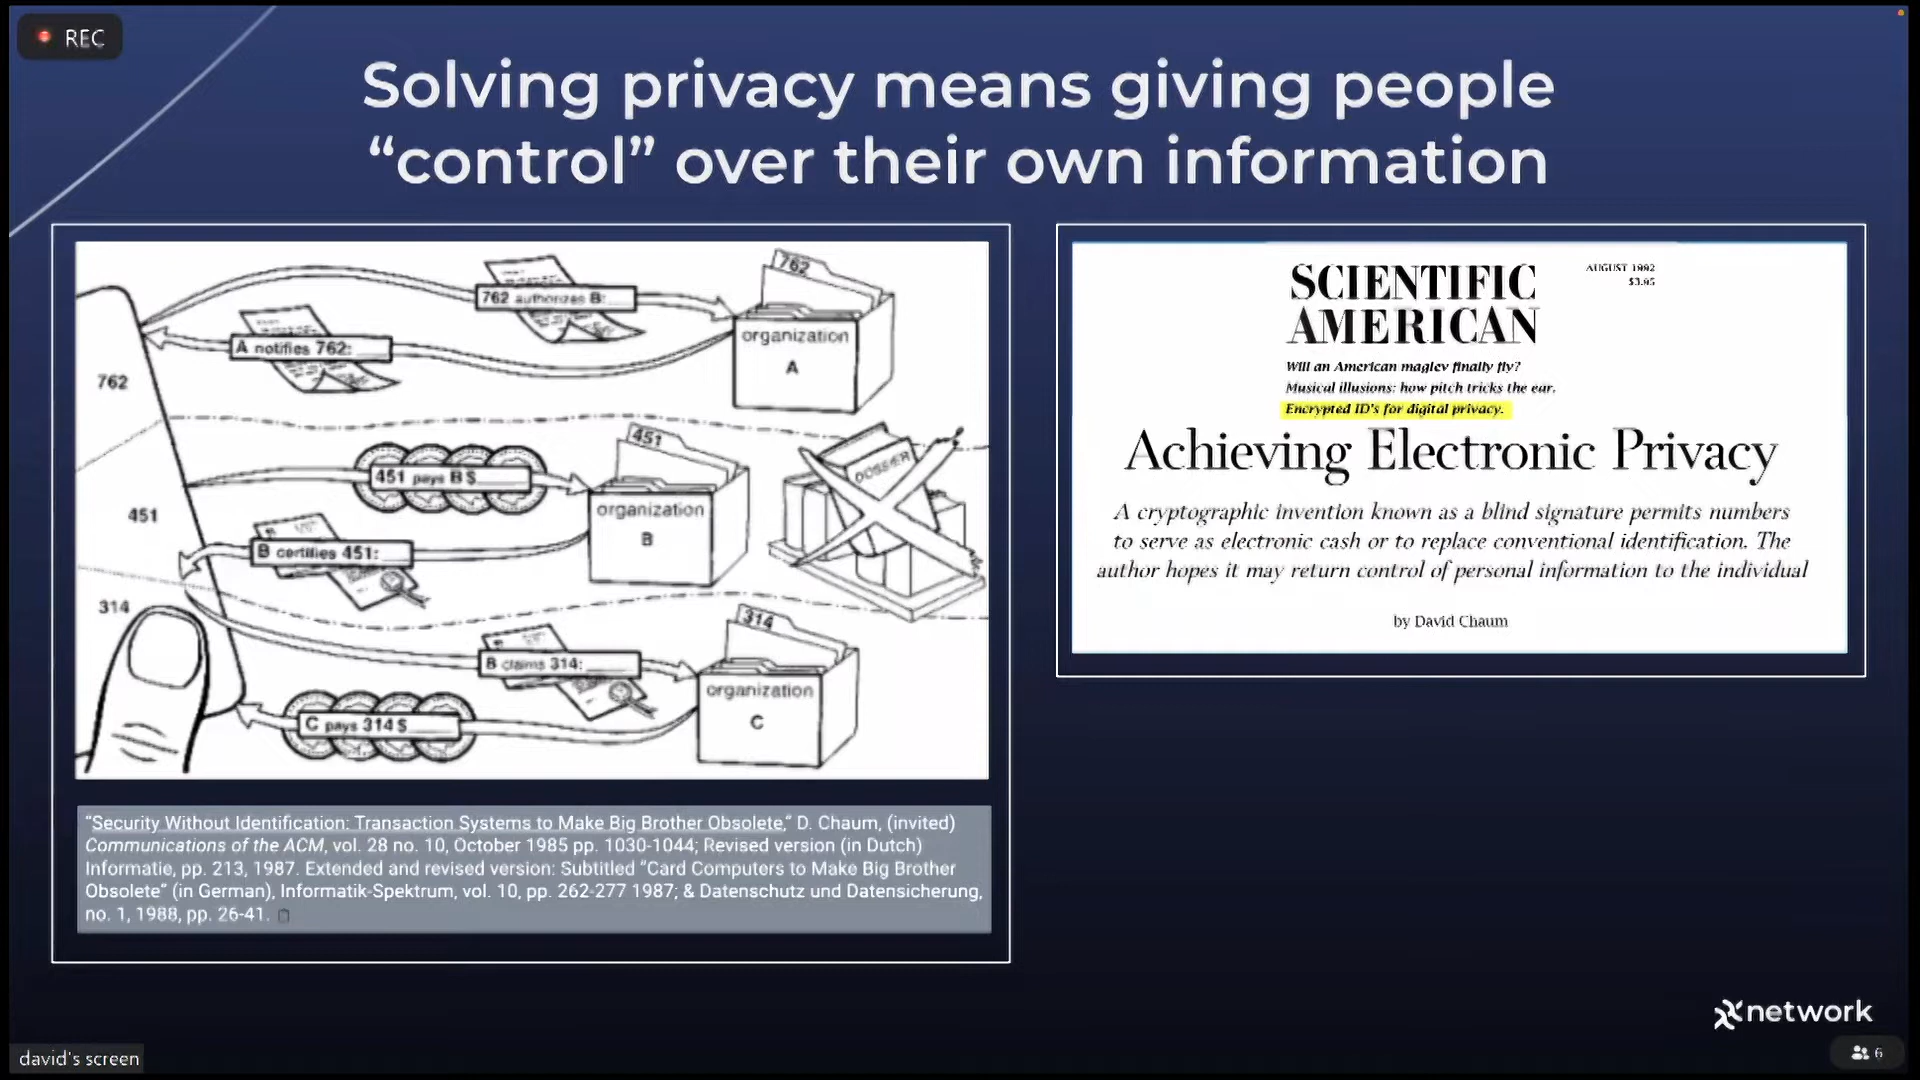 REC
Solving privacy means giving people
“control” over their own information
762
762 authorizes B:
A notifies 762:
organization
A
762
451
451 pays B $
organization
B
DOSSIER
451
B certifies 451:
314
314
B claims 314:
organization
C
C pays 314 $
“Security Without Identification: Transaction Systems to Make Big Brother Obsolete,” D. Chaum, (invited)
Communications of the ACM, vol. 28 no. 10, October 1985 pp. 1030-1044; Revised version (in Dutch)
Informatie, pp. 213, 1987. Extended and revised version: Subtitled “Card Computers to Make Big Brother
Obsolete” (in German), Informatik-Spektrum, vol. 10, pp. 262-277 1987; & Datenschutz und Datensicherung,
no. 1, 1988, pp. 26-41.
SCIENTIFIC
AMERICAN
AUGUST 1992
$3.95
Will an American maglev finally fly?
Musical illusions: how pitch tricks the ear.
Encrypted ID's for digital privacy.
Achieving Electronic Privacy
A cryptographic invention known as a blind signature permits numbers
to serve as electronic cash or to replace conventional identification. The
author hopes it may return control of personal information to the individual
by David Chaum
network
david's screen
6